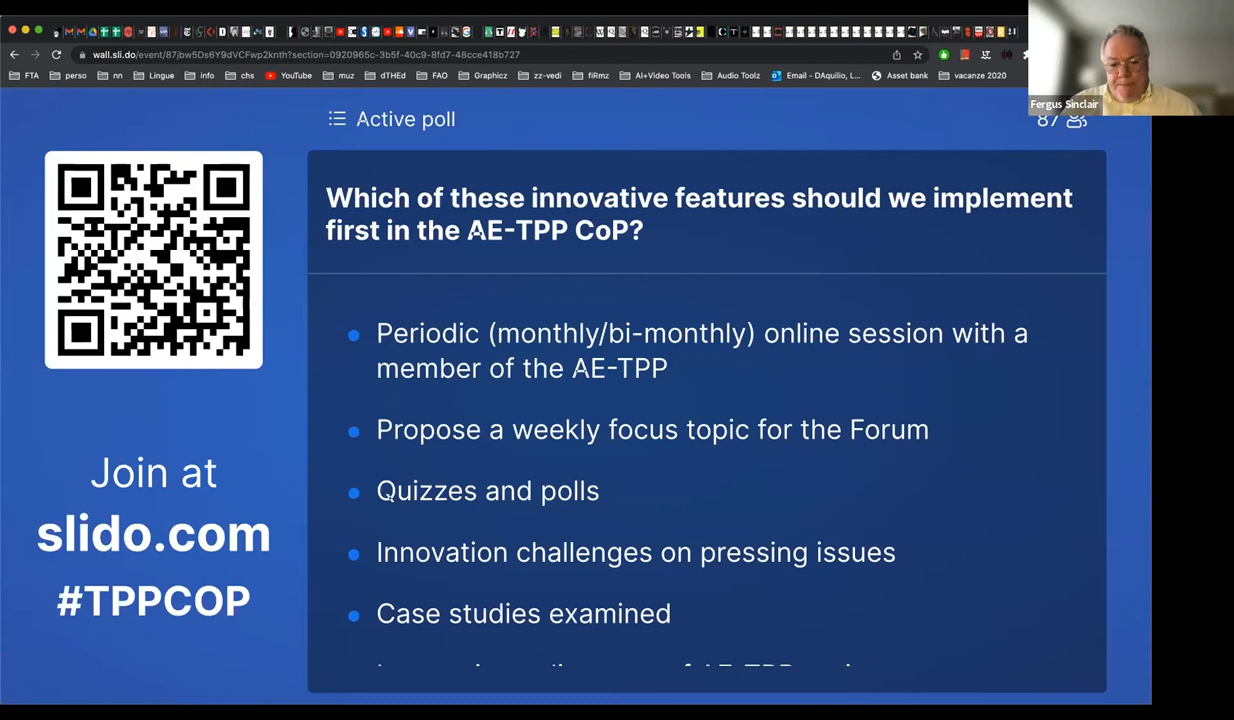 wall.sli.do/event/87jbw5Ds6Y9dVCFwp2knth?section=0920965c-3b5f-40c9-8fd7-48cce418b727
FTA perso nn Lingue info chs YouTube muz dTHEd FAO Graphicz zz-vedi fiRmz AI+Video Tools Audio Toolz Email - DAquilio, L... Asset bank vacanze 2020
Fergus Sinclair
Active poll
87
Which of these innovative features should we implement
first in the AE-TPP CoP?
Periodic (monthly/bi-monthly) online session with a
member of the AE-TPP
Propose a weekly focus topic for the Forum
Quizzes and polls
Innovation challenges on pressing issues
Case studies examined
Join at
slido.com
#TPPCOP